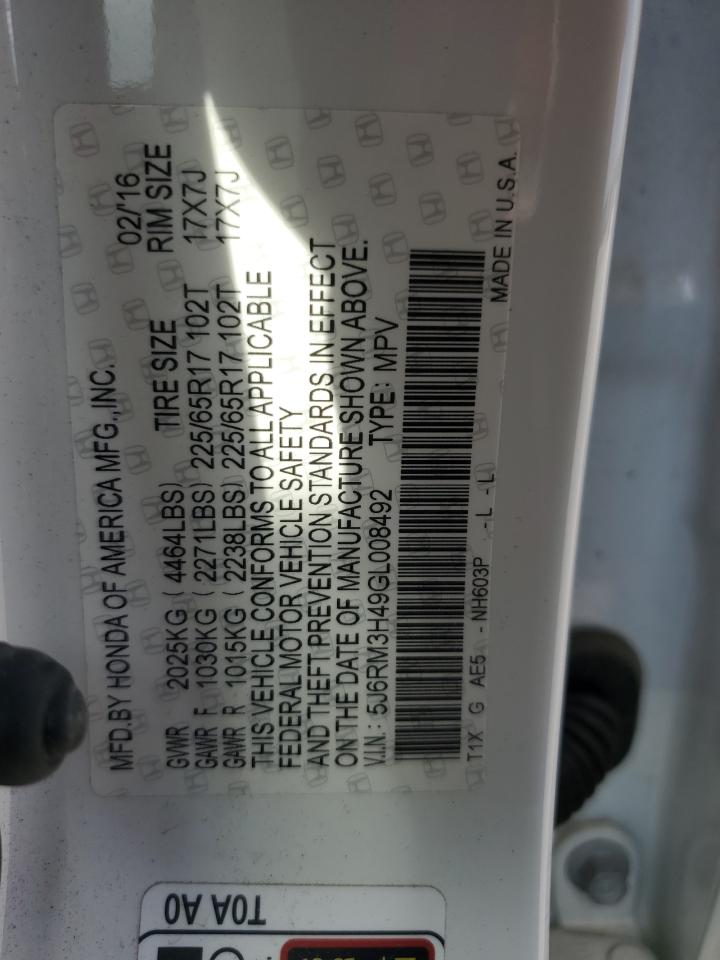 MFD.BY HONDA OF AMERICA MFG.,INC. 02/'16
GVWR 2025KG ( 4464LBS) TIRE SIZE RIM SIZE
GAWR F 1030KG ( 2271LBS) 225/65R17 102T 17X7J
GAWR R 1015KG ( 2238LBS) 225/65R17 102T 17X7J
THIS VEHICLE CONFORMS TO ALL APPLICABLE
FEDERAL MOTOR VEHICLE SAFETY
AND THEFT PREVENTION STANDARDS IN EFFECT
ON THE DATE OF MANUFACTURE SHOWN ABOVE.
V.I.N.: 5J6RM3H49GL008492 TYPE: MPV
T1X G AE5 - NH603P -L -L MADE IN U.S.A.
T0A A0